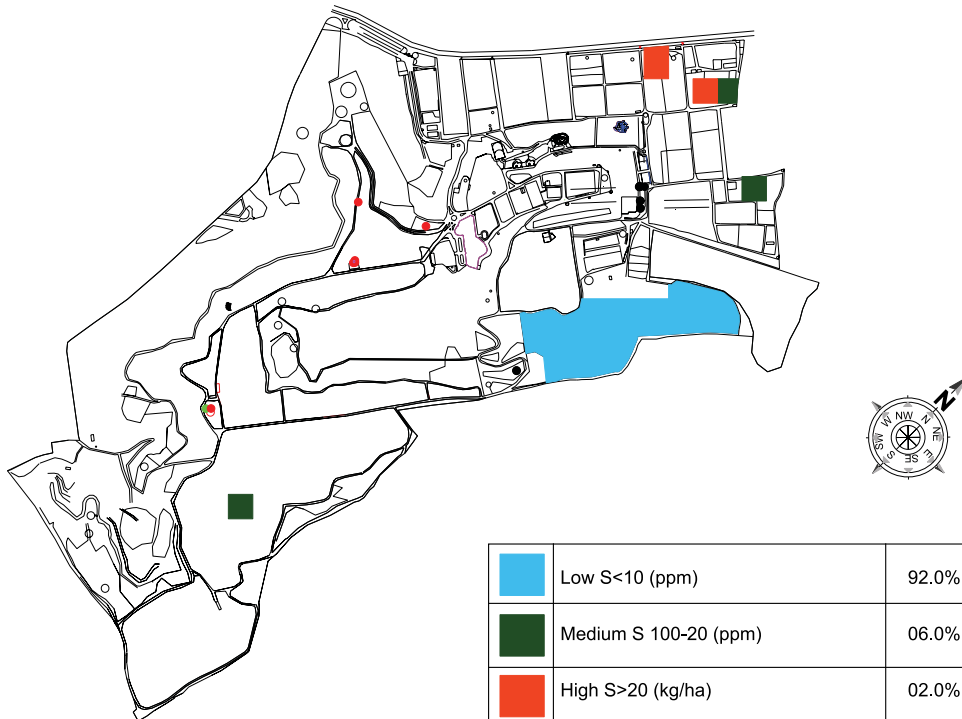 N
NW
N
NE
E
SE
S
MS
W
Low S<10 (ppm) 92.0%
Medium S 100-20 (ppm) 06.0%
High S>20 (kg/ha) 02.0%